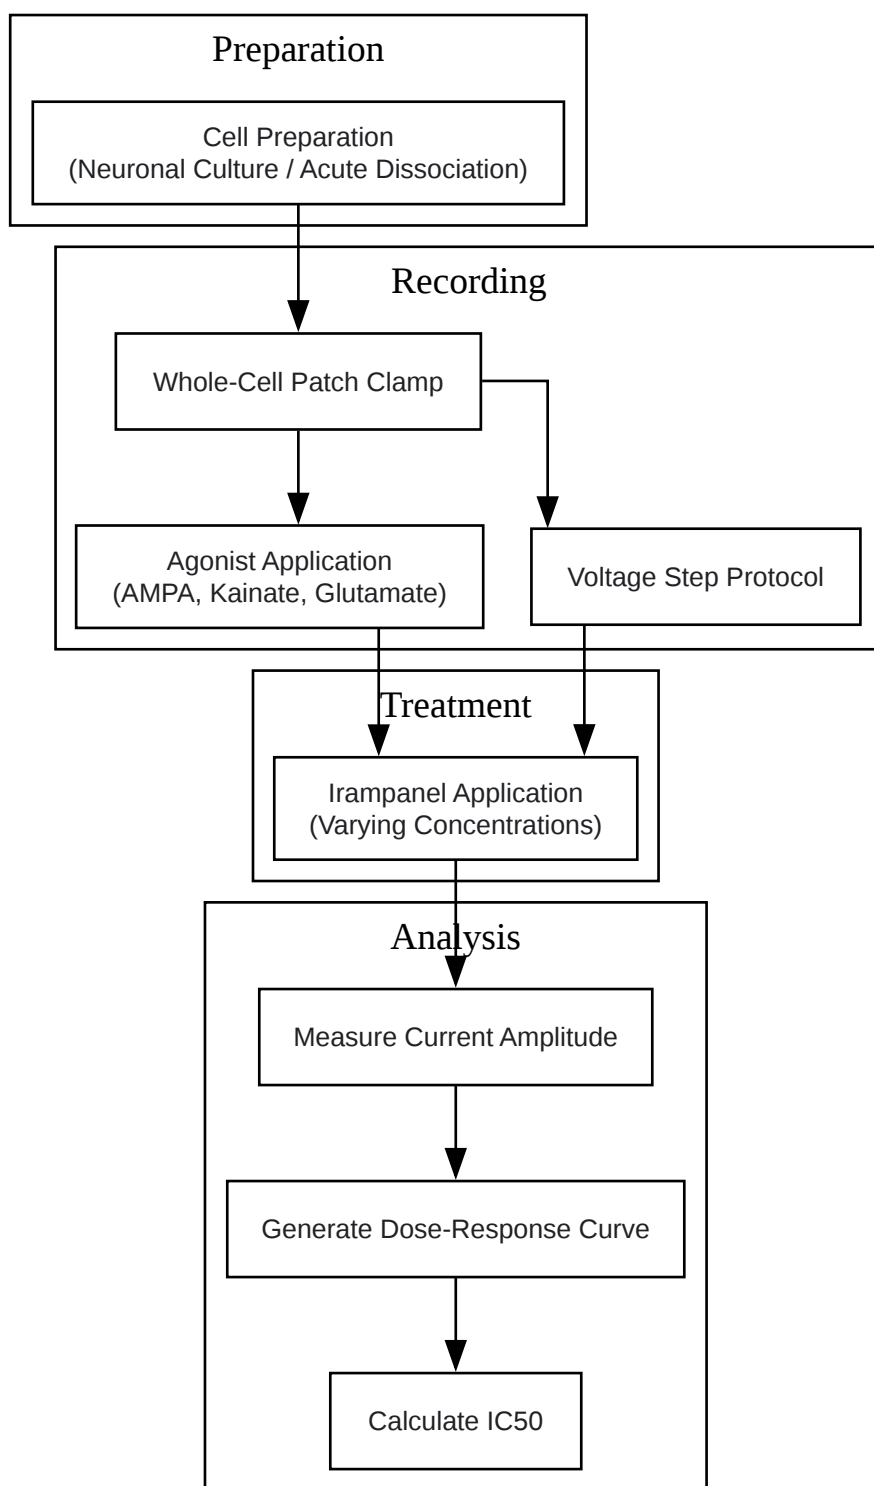 Preparation
Cell Preparation
(Neuronal Culture / Acute Dissociation)
Recording
Whole-Cell Patch Clamp
Agonist Application
(AMPA, Kainate, Glutamate)
Voltage Step Protocol
Treatment
Irampanel Application
(Varying Concentrations)
Analysis
Measure Current Amplitude
Generate Dose-Response Curve
Calculate IC50